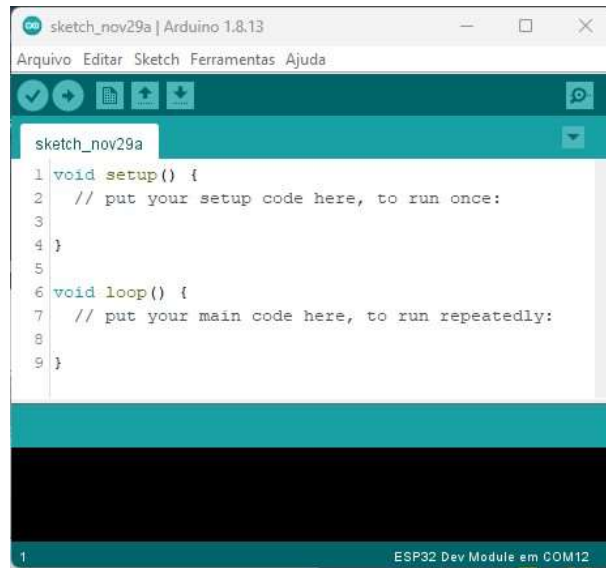 sketch_nov29a | Arduino 1.8.13
Arquivo Editar Sketch Ferramentas Ajuda
sketch_nov29a
1 void setup() {
2 // put your setup code here, to run once:
3
4 }
5
6 void loop() {
7 // put your main code here, to run repeatedly:
8
9 }
1 ESP32 Dev Module em COM12